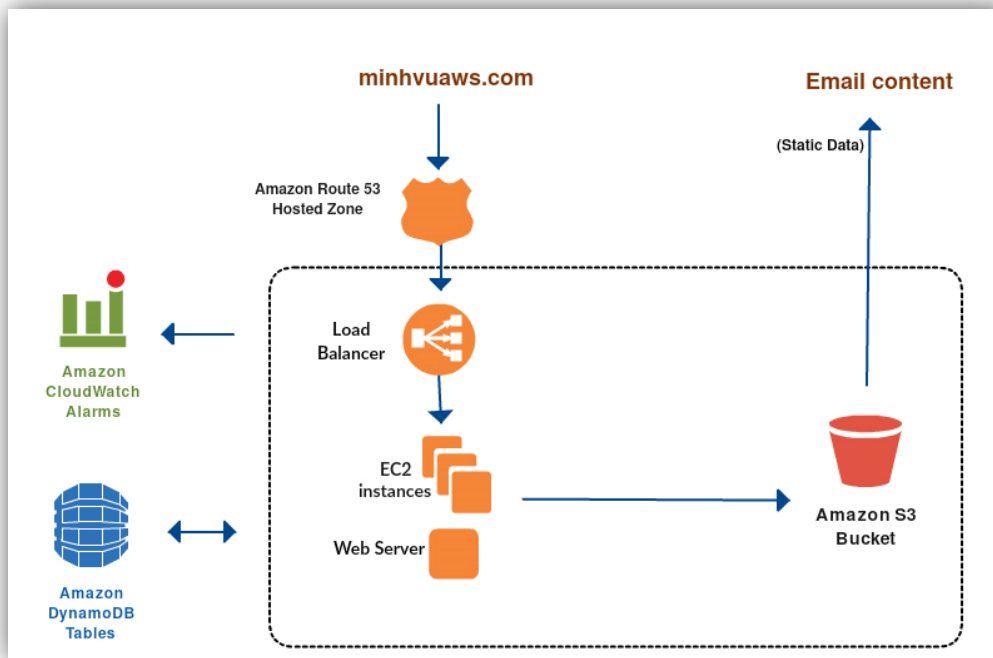 minhvuaws.com
Email content
(Static Data)
Amazon Route 53
Hosted Zone
Load
Balancer
Amazon
CloudWatch
Alarms
EC2
instances
Amazon S3
Bucket
Web Server
Amazon
DynamoDB
Tables